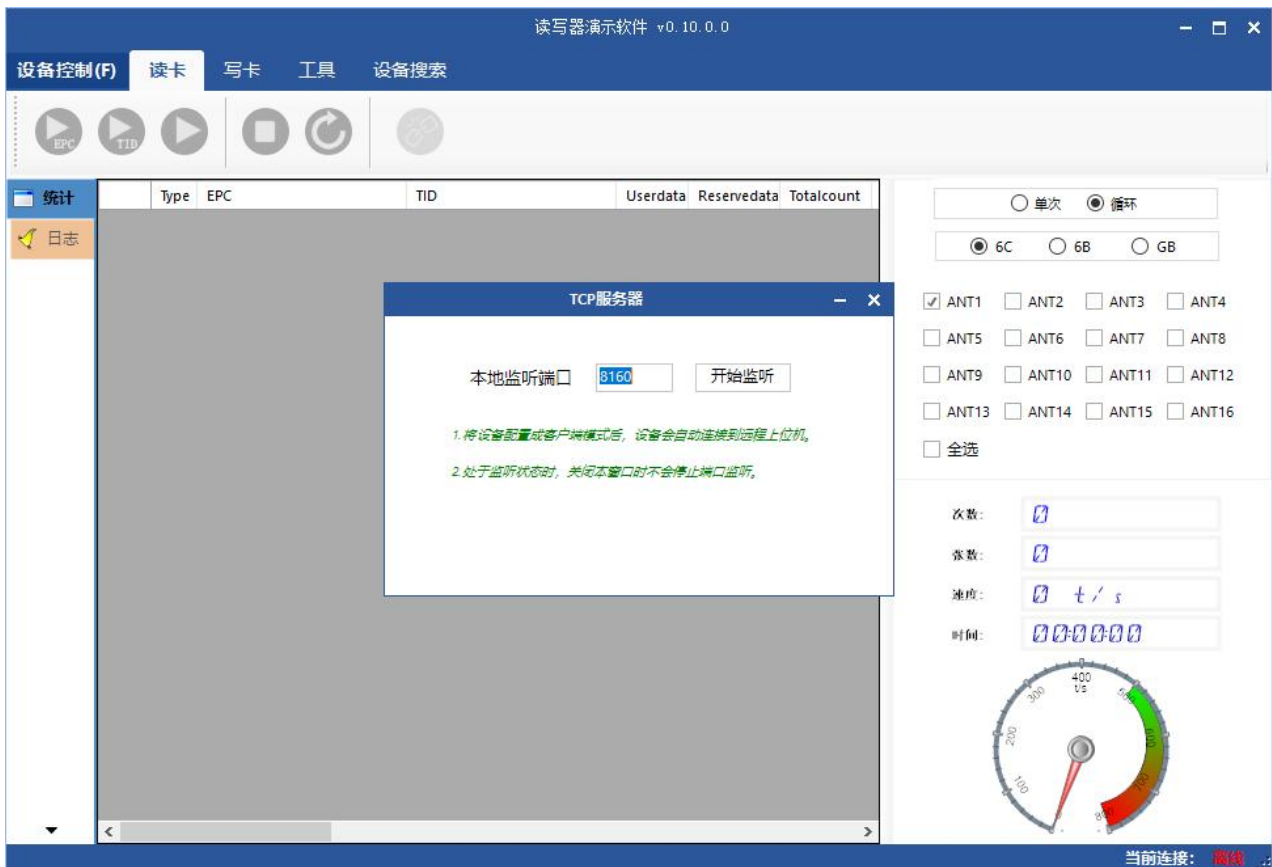 读写器演示软件 v0.10.0.0
设备控制(F) 读卡 写卡 工具 设备搜索
EPC TID
统计
日志
Type EPC TID Userdata Reservedata Totalcount
单次 循环
6C 6B GB
TCP服务器
本地监听端口 8160 开始监听
1.将设备配置成客户端模式后，设备会自动连接到远程上位机。
2.处于监听状态时，关闭本窗口时不会停止端口监听。
ANT1 ANT2 ANT3 ANT4
ANT5 ANT6 ANT7 ANT8
ANT9 ANT10 ANT11 ANT12
ANT13 ANT14 ANT15 ANT16
全选
次数: 0
张数: 0
速度: 0 t/s
时间: 00:00:00
0 100 200 300 400 500 600 700 800
t/s
当前连接: 离线